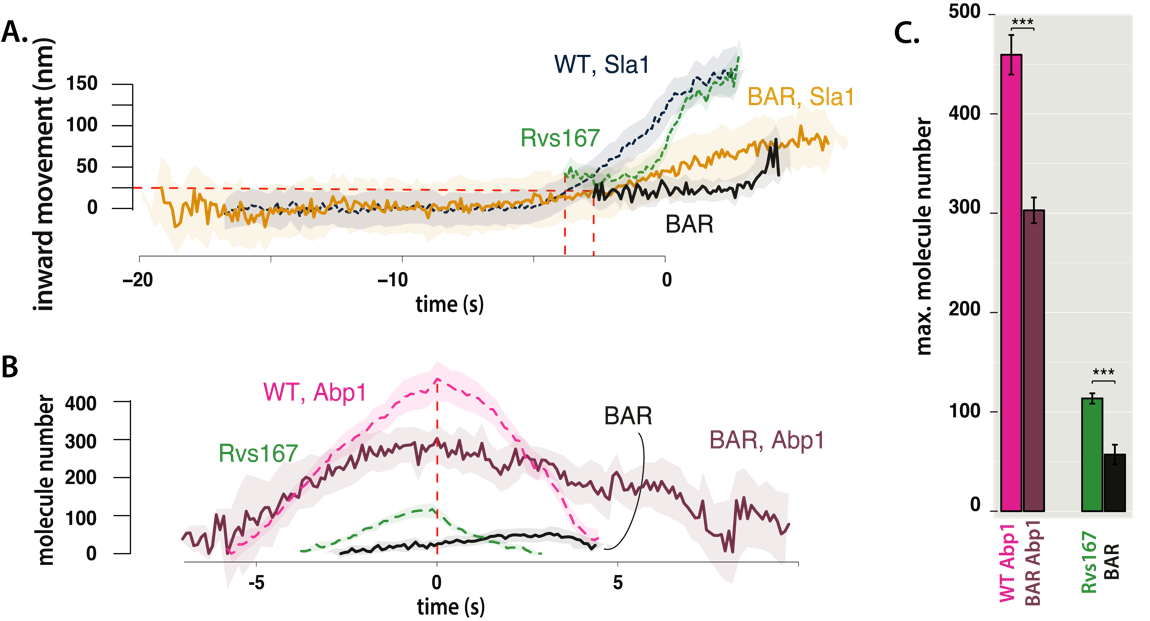 A.
inward movement (nm)
150
100
50
0
WT, Sla1
BAR, Sla1
Rvs167
BAR
−20
−10
0
time (s)
B
molecule number
400
300
200
100
0
WT, Abp1
Rvs167
BAR
BAR, Abp1
-5
0
5
time (s)
C.
max. molecule number
500
400
300
200
100
0
***
***
WT Abp1
BAR Abp1
Rvs167
BAR